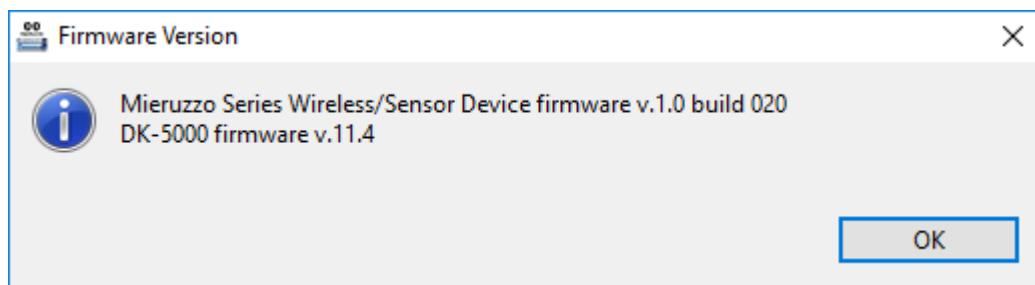 Firmware Version
Mieruzzo Series Wireless/Sensor Device firmware v.1.0 build 020
DK-5000 firmware v.11.4
OK